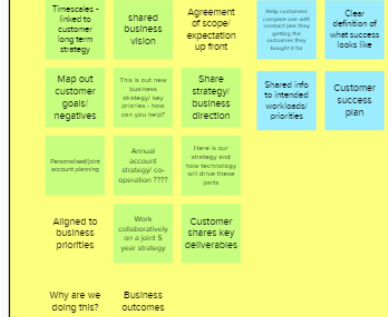 Timescales -
linked to
customer
long term
strategy
shared
business
vision
Agreement
of scope/
expectation
up front
Help customers
compare use with
contract (are they
getting the
outcomes they
bought it for
Clear
definition of
what success
looks like
Map out
customer
goals/
negatives
This is out new
business
strategy/ key
priories - how
can you help?
Share
strategy/
business
direction
Shared info
to intended
workloads/
priorities
Customer
success
plan
Personalised/joint
account planning
Annual
account
strategy/ co-
operation ????
Here is our
strategy and
how technology
will drive these
parts
Aligned to
business
priorities
Work
collaboratively
on a joint 5
year strategy
Customer
shares key
deliverables
Why are we
doing this?
Business
outcomes